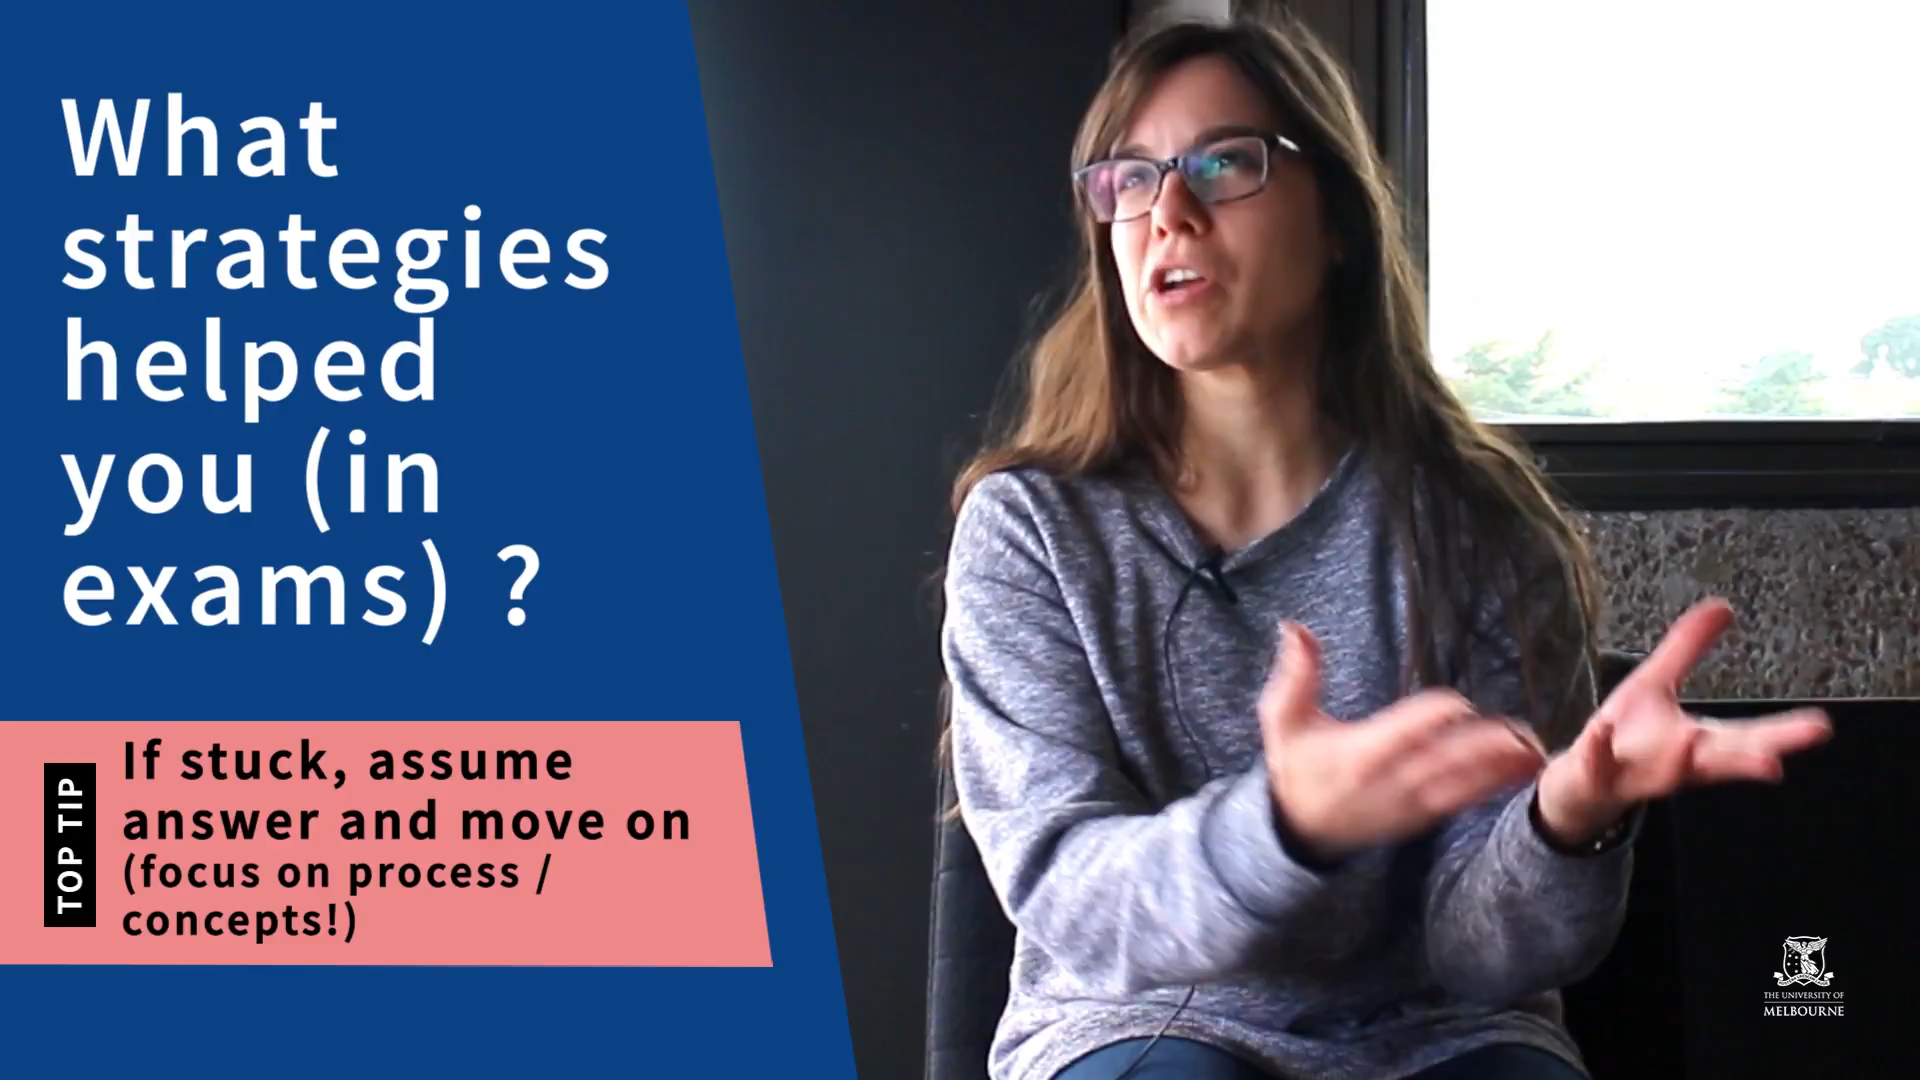 What
strategies
helped
you (in
exams) ?
TOP TIP
If stuck, assume
answer and move on
(focus on process /
concepts!)
THE UNIVERSITY OF
MELBOURNE